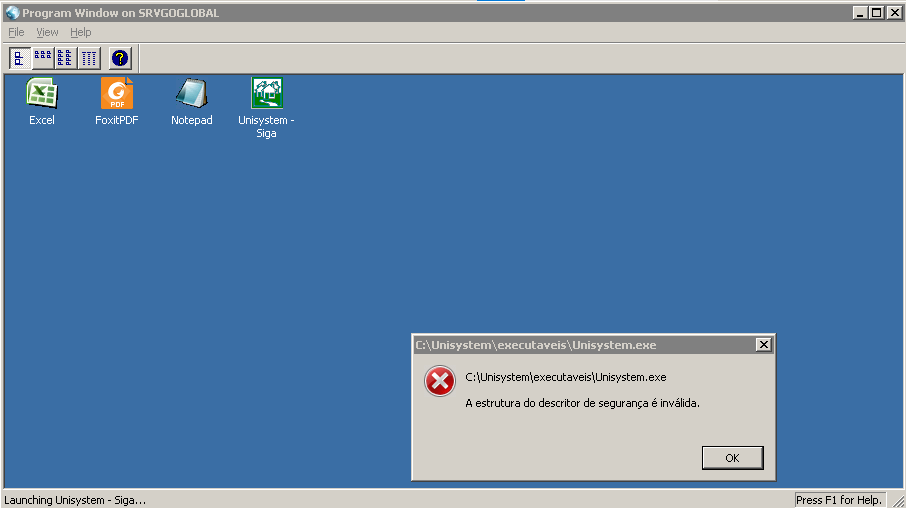 Program Window on SRVGOGLOBAL
File View Help
Excel
FoxitPDF
PDF
Notepad
Unisystem -
Siga
C:\Unisystem\executaveis\Unisystem.exe
C:\Unisystem\executaveis\Unisystem.exe
A estrutura do descritor de segurança é inválida.
OK
Launching Unisystem - Siga...
Press F1 for Help.